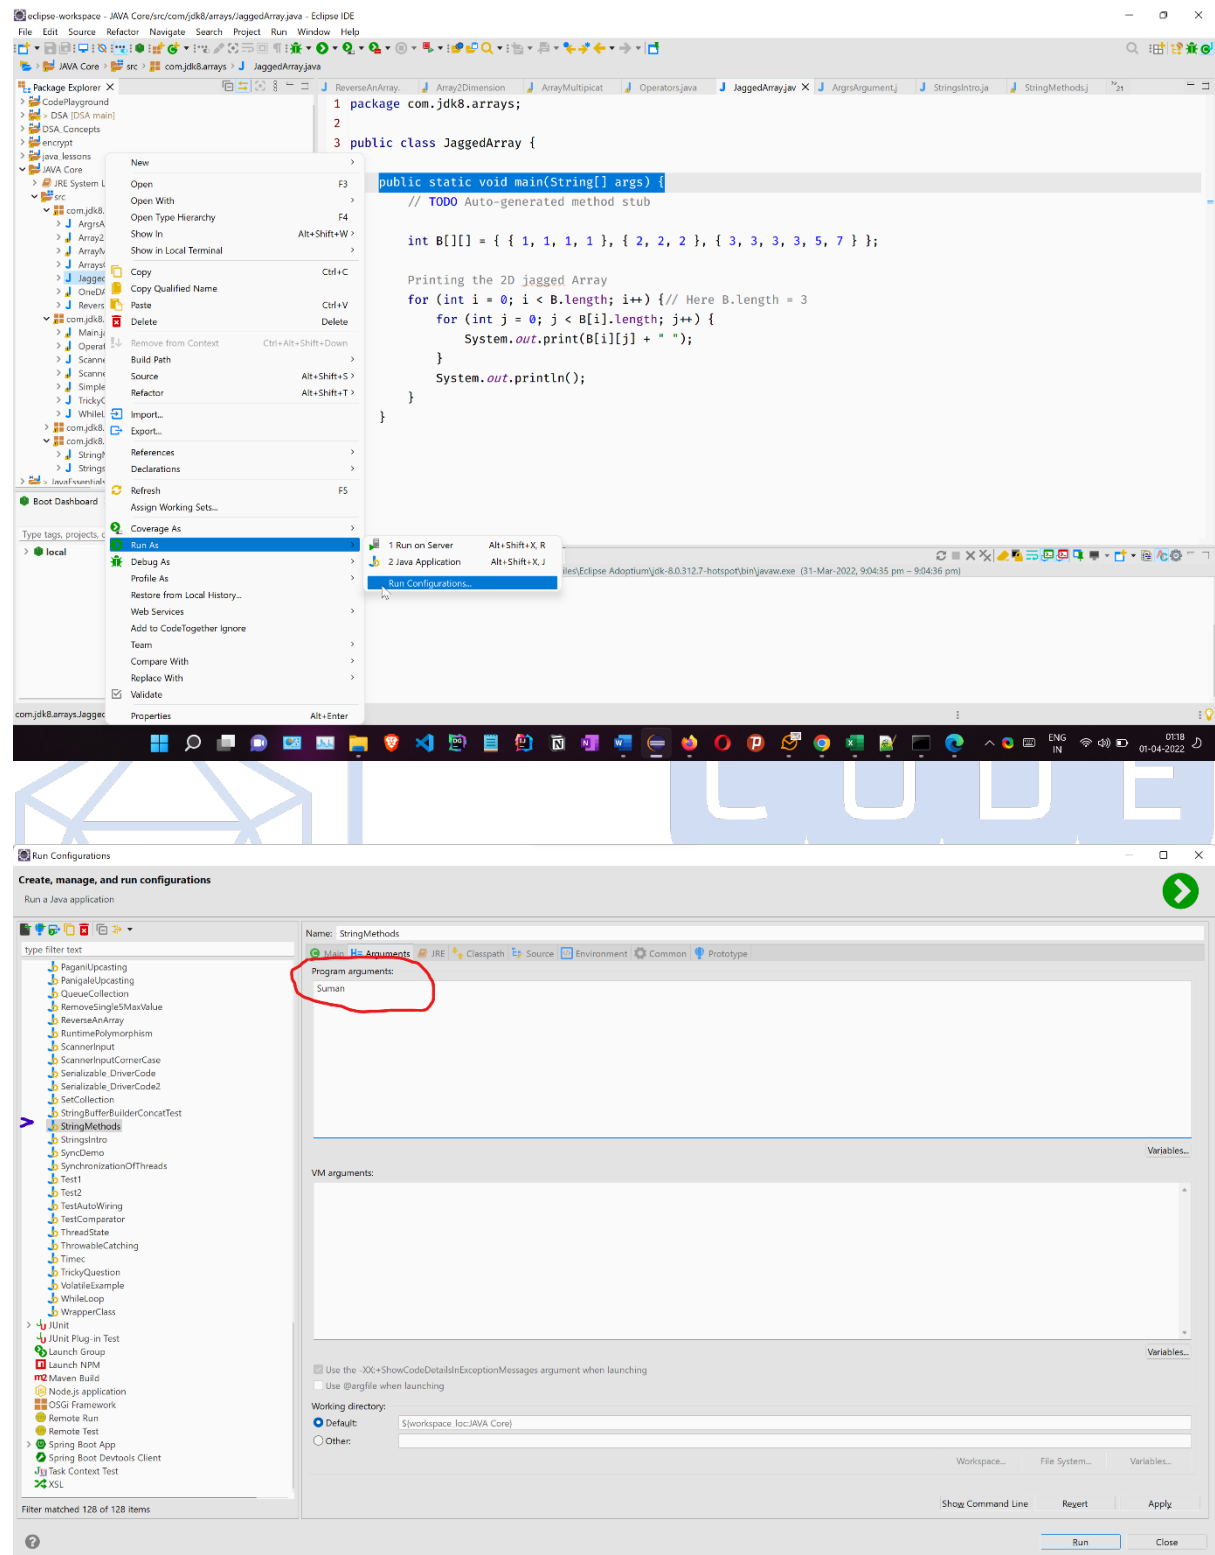 eclipse-workspace - JAVA Core/src/com/jdk8/arrays/JaggedArray.java - Eclipse IDE
File Edit Source Refactor Navigate Search Project Run Window Help
JAVA Core > src > com.jdk8.arrays > JaggedArray.java
Package Explorer
ReverseAnArray. Array2Dimension ArrayMultipicat Operators.java JaggedArray.jav ArgrsArgument.j StringsIntro.ja StringMethods.j 21
CodePlayground
> DSA [DSA main]
DSA_Concepts
encrypt
java_lessons
JAVA Core
JRE System L
src
com.jdk8.
ArgrsA
Array2
ArrayM
Arrays
Jagged
OneDA
Revers
com.jdk8.
Main.ja
Operat
Scanne
Scanne
Simple
TrickyC
WhileL
com.jdk8.
com.jdk8.
StringM
Strings
> JavaEssentials
Boot Dashboard
Type tags, projects, c
local
com.jdk8.arrays.Jagged
New
Open F3
Open With
Open Type Hierarchy F4
Show In Alt+Shift+W
Show in Local Terminal
Copy Ctrl+C
Copy Qualified Name
Paste Ctrl+V
Delete Delete
Remove from Context Ctrl+Alt+Shift+Down
Build Path
Source Alt+Shift+S
Refactor Alt+Shift+T
Import...
Export...
References
Declarations
Refresh F5
Assign Working Sets...
Coverage As
Run As
Debug As
Profile As
Restore from Local History...
Web Services
Add to CodeTogether Ignore
Team
Compare With
Replace With
Validate
Properties Alt+Enter
1 Run on Server Alt+Shift+X, R
2 Java Application Alt+Shift+X, J
Run Configurations...
1 package com.jdk8.arrays;
2
3 public class JaggedArray {
public static void main(String[] args) {
// TODO Auto-generated method stub
int B[][] = { { 1, 1, 1, 1 }, { 2, 2, 2 }, { 3, 3, 3, 3, 5, 7 } };
Printing the 2D jagged Array
for (int i = 0; i < B.length; i++) {// Here B.length = 3
for (int j = 0; j < B[i].length; j++) {
System.out.print(B[i][j] + " ");
}
System.out.println();
}
}
iles\Eclipse Adoptium\jdk-8.0.312.7-hotspot\bin\javaw.exe (31-Mar-2022, 9:04:35 pm – 9:04:36 pm)
ENG
IN
01:18
01-04-2022
CODE
Run Configurations
Create, manage, and run configurations
Run a Java application
type filter text
PaganiUpcasting
PanigaleUpcasting
QueueCollection
RemoveSingle5MaxValue
ReverseAnArray
RuntimePolymorphism
ScannerInput
ScannerInputCornerCase
Serializable_DriverCode
Serializable_DriverCode2
SetCollection
StringBufferBuilderConcatTest
StringMethods
StringsIntro
SyncDemo
SynchronizationOfThreads
Test1
Test2
TestAutoWiring
TestComparator
ThreadState
ThrowableCatching
Timec
TrickyQuestion
VolatileExample
WhileLoop
WrapperClass
JUnit
JUnit Plug-in Test
Launch Group
Launch NPM
Maven Build
Node.js application
OSGi Framework
Remote Run
Remote Test
Spring Boot App
Spring Boot Devtools Client
Task Context Test
XSL
Filter matched 128 of 128 items
Name: StringMethods
Main Arguments JRE Classpath Source Environment Common Prototype
Program arguments:
Suman
Variables...
VM arguments:
Variables...
Use the -XX:+ShowCodeDetailsInExceptionMessages argument when launching
Use @argfile when launching
Working directory:
Default: ${workspace_loc:JAVA Core}
Other:
Workspace... File System... Variables...
Show Command Line Revert Apply
Run Close